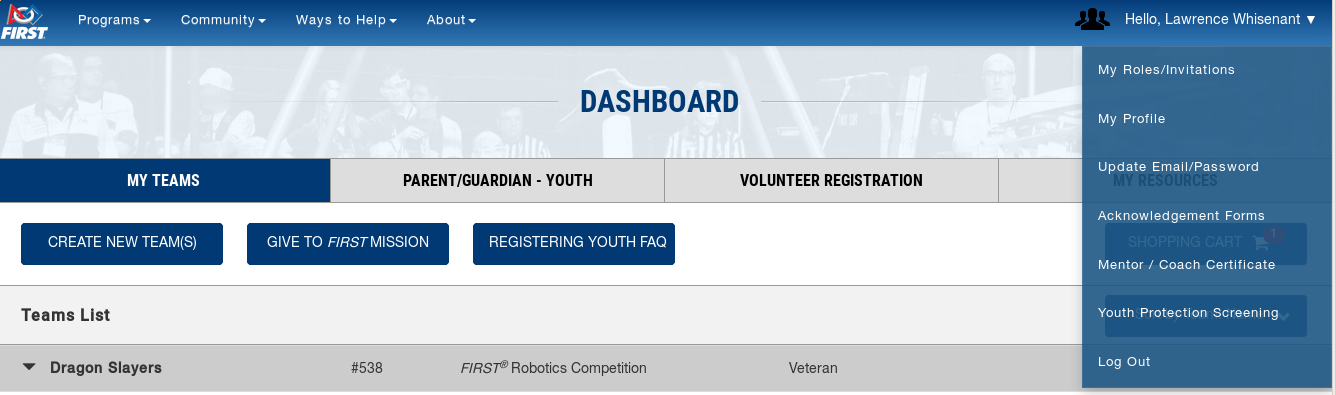 FIRST
Programs Community Ways to Help About Hello, Lawrence Whisenant ▼
My Roles/Invitations
My Profile
Update Email/Password
Acknowledgement Forms
Mentor / Coach Certificate
Youth Protection Screening
Log Out
DASHBOARD
MY TEAMS PARENT/GUARDIAN - YOUTH VOLUNTEER REGISTRATION MY RESOURCES
CREATE NEW TEAM(S) GIVE TO FIRST MISSION REGISTERING YOUTH FAQ SHOPPING CART 1
Teams List
Dragon Slayers #538 FIRST® Robotics Competition Veteran